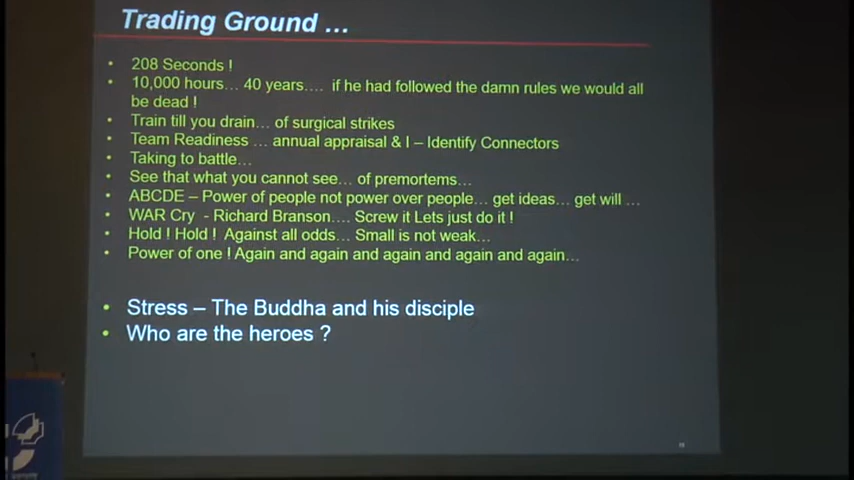 Trading Ground ...
• 208 Seconds !
• 10,000 hours... 40 years.... if he had followed the damn rules we would all
be dead !
• Train till you drain... of surgical strikes
• Team Readiness ... annual appraisal & I – Identify Connectors
• Taking to battle...
• See that what you cannot see... of premortems...
• ABCDE – Power of people not power over people... get ideas... get will ...
• WAR Cry - Richard Branson.... Screw it Lets just do it !
• Hold ! Hold ! Against all odds... Small is not weak...
• Power of one ! Again and again and again and again and again...
• Stress – The Buddha and his disciple
• Who are the heroes ?